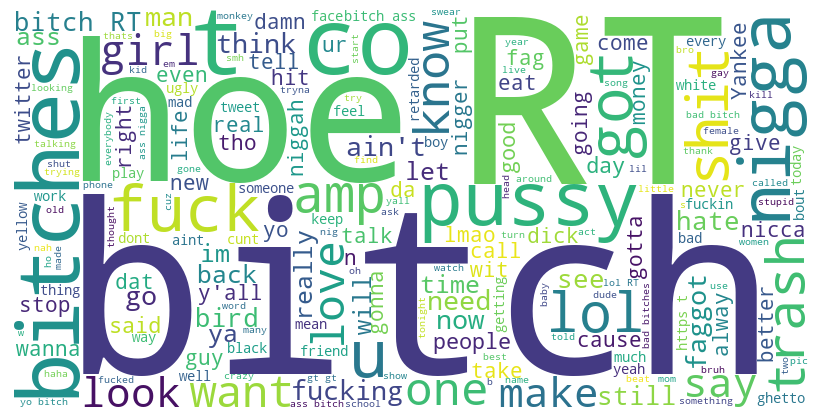 bitch RT
man
damn
facebitch ass
swear
monkey
thats
big
em
girl
t
think
co
hoe
RT
ass
tell
ur
put
year
fag
game
come
every
bro
smh
start
looking
kid
even
hit
know
live
eat
got
song
money
white
gay
kill
Yankee
nigga
twitter
ugly
tryna
retarded
shit
bad bitch
bitches
first
mad
tweet
try
nigger
going
female
talking
everybody
right
life
real
feel
niggah
ain't
boy
good
give
thank
ass nigga
tho
shut
play
gone
find
day
lil
called
today
trying
phone
new
someone
let
head
around
never
little
stupid
bout
work
old
fuck
amp
da
pussy
s
hate
fuckin
nicca
trash
yellow
nah
ho
made
thought
cuz
keep
yall
ask
dont
aint.
cunt
yo
nig
talk
lmao
dick
turn
act
gotta
bad
women
dat
im
n
call
wit
oh
watch
lol RT
see
thing
go
back
really
love
time
need
getting
baby
dude
lol
bad bitches
https t
faggot
alway
use
better
stop
y'all
gonna
will
tonight
said
ya
bird
word
now
told
cause
two
pic
w
wanna
way
many
mean
u
people
one
much
bruh
haha
guy
black
friend
take
best
yeah
beat
mom
fucked
well
crazy
gt gt
show
b
name
say
ghetto
yo bitch
look
want
ass bitch
school
fucking
make
still
something
bitch